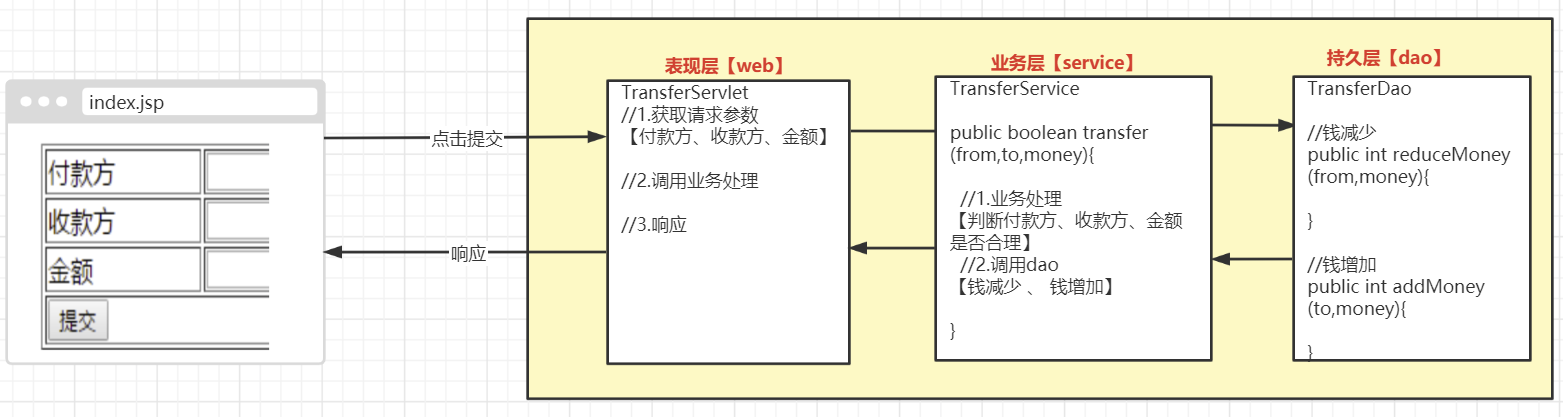 index.jsp
付款方
收款方
金额
提交
点击提交
响应
表现层【web】
TransferServlet
//1.获取请求参数
【付款方、收款方、金额】
//2.调用业务处理
//3.响应
业务层【service】
TransferService
public boolean transfer
(from,to,money){
//1.业务处理
【判断付款方、收款方、金额
是否合理】
//2.调用dao
【钱减少 、 钱增加】
}
持久层【dao】
TransferDao
//钱减少
public int reduceMoney
(from,money){
}
//钱增加
public int addMoney
(to,money){
}